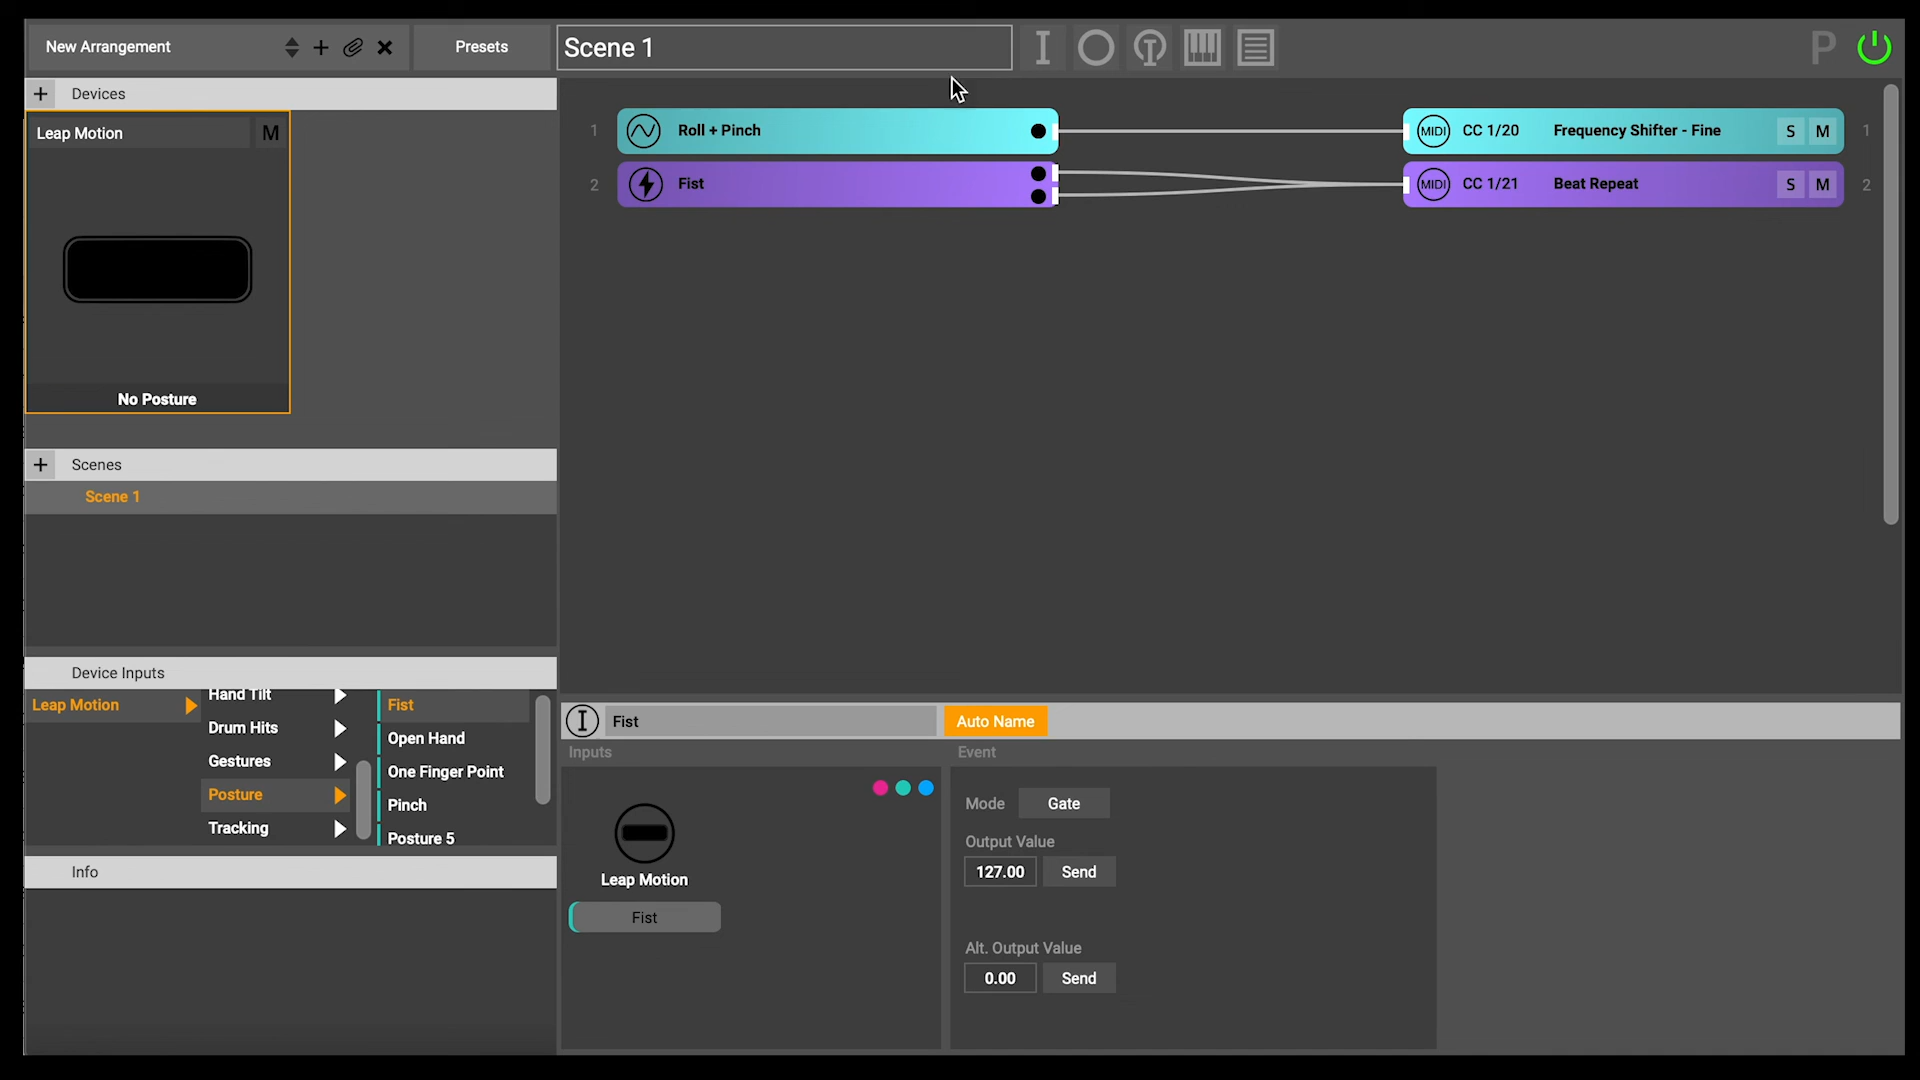 New Arrangement
Presets
Scene 1
P
Devices
Leap Motion
M
No Posture
1
Roll + Pinch
MIDI
CC 1/20
Frequency Shifter - Fine
S
M
1
2
Fist
MIDI
CC 1/21
Beat Repeat
S
M
2
Scenes
Scene 1
Device Inputs
Leap Motion
Hand Tilt
Drum Hits
Gestures
Posture
Tracking
Fist
Open Hand
One Finger Point
Pinch
Posture 5
Info
Fist
Auto Name
Inputs
Event
Leap Motion
Fist
Mode
Gate
Output Value
127.00
Send
Alt. Output Value
0.00
Send